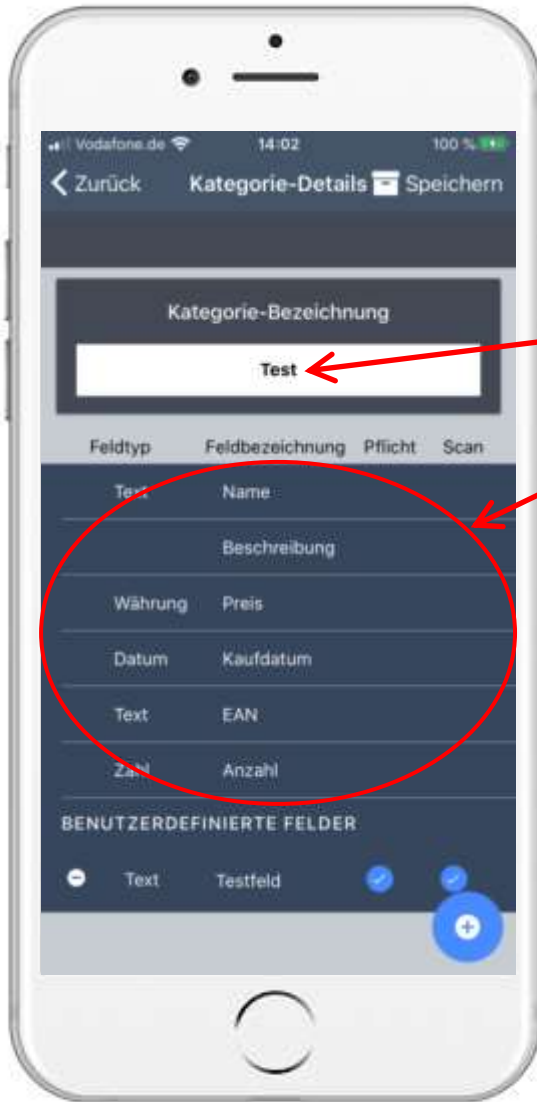 Vodafone.de 14:02 100 %
Zurück Kategorie-Details Speichern
Kategorie-Bezeichnung
Test
Feldtyp Feldbezeichnung Pflicht Scan
Text Name
Beschreibung
Währung Preis
Datum Kaufdatum
Text EAN
Zahl Anzahl
BENUTZERDEFINIERTE FELDER
Text Testfeld